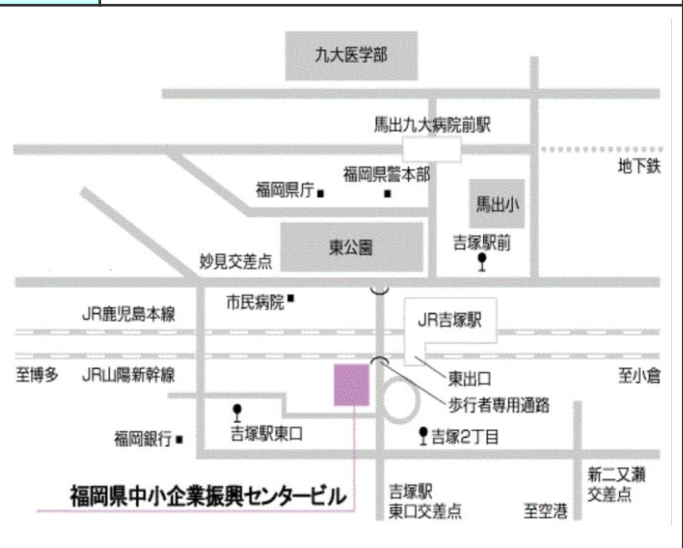 九大医学部
馬出九大病院前駅
地下鉄
福岡県警本部
福岡県庁
馬出小
東公園
吉塚駅前
妙見交差点
市民病院
JR鹿児島本線
JR吉塚駅
至博多
JR山陽新幹線
東出口
至小倉
歩行者専用通路
吉塚駅東口
吉塚2丁目
福岡銀行
新二又瀬
交差点
福岡県中小企業振興センタービル
吉塚駅
東口交差点
至空港